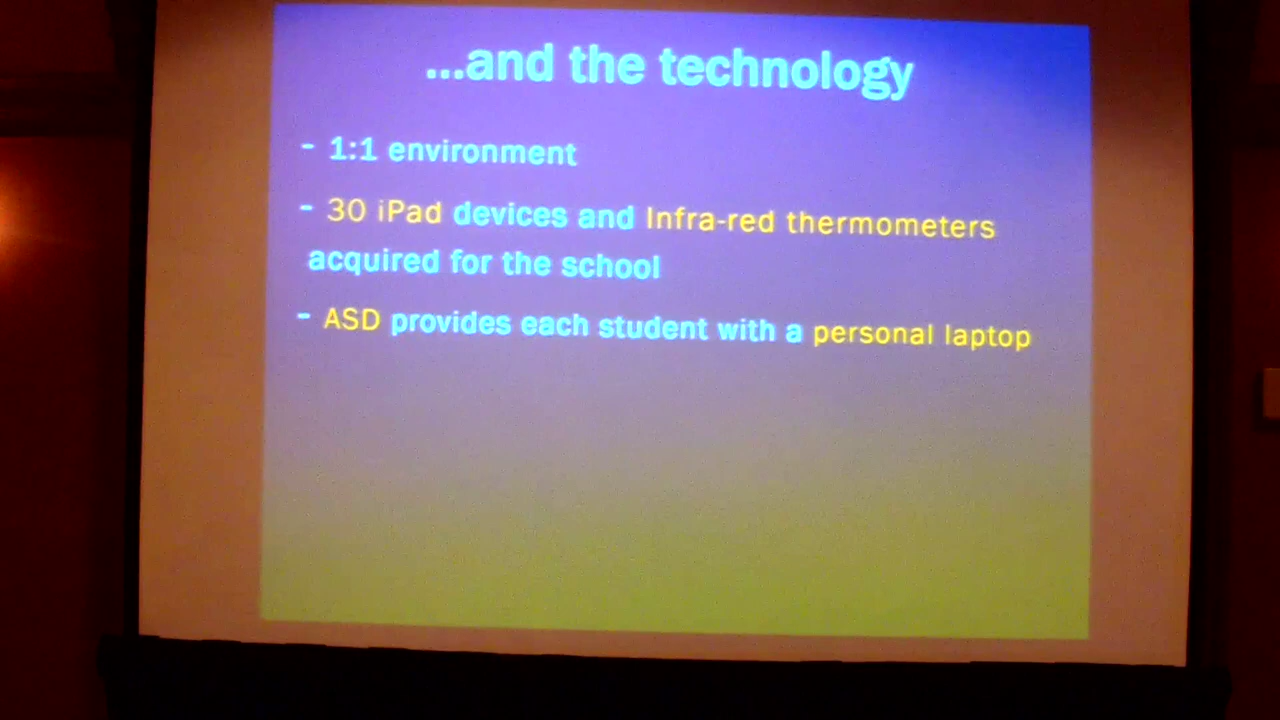 ...and the technology
- 1:1 environment
- 30 iPad devices and Infra-red thermometers
acquired for the school
- ASD provides each student with a personal laptop